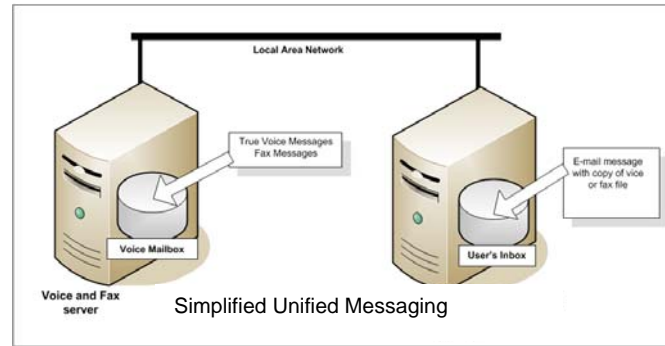 Local Area Network
True Voice Messages
Fax Messages
E-mail message
with copy of vice
or fax file
Voice Mailbox
User's Inbox
Voice and Fax
server
Simplified Unified Messaging